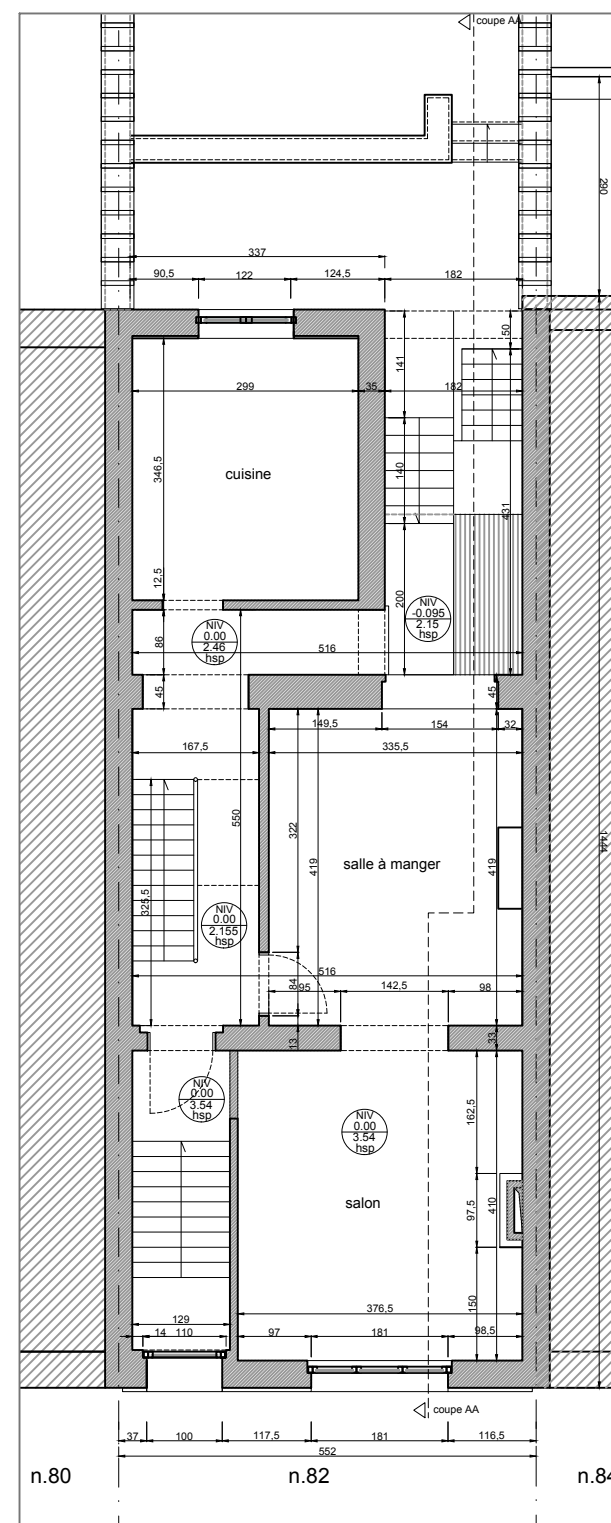 coupe AA
290
337
90,5 122 124,5 182
50
141
299 35 182
346,5
140
cuisine
431
12,5
200
NIV
-0.095
2.15
hsp
NIV
0.00
2.46
hsp
86
516
45
45
149,5 154 32
167,5
335,5
550
322
419
419
1444
salle à manger
325,5
NIV
0.00
2.155
hsp
516
84
95 142,5 98
13
33
NIV
0.00
3.54
hsp
NIV
0.00
3.54
hsp
162,5
salon
97,5
410
150
376,5
129
14 110
97 181 98,5
coupe AA
37 100 117,5 181 116,5
552
n.80 n.82 n.84